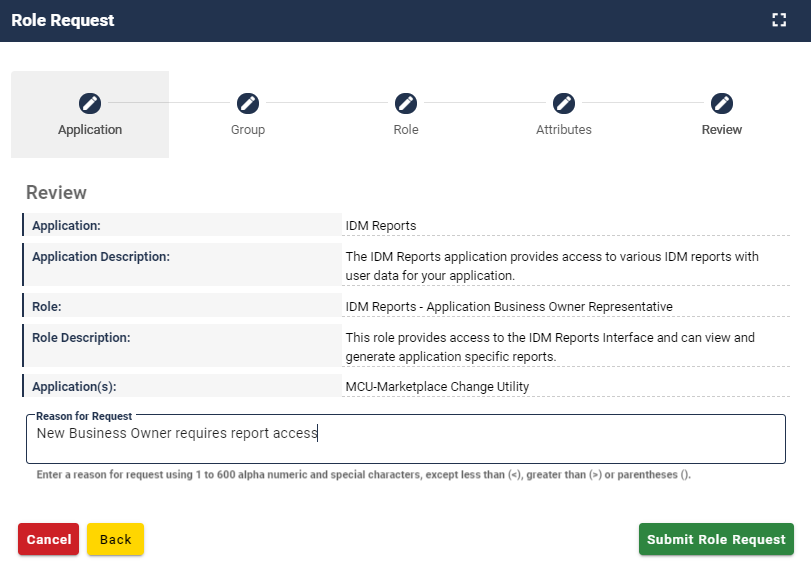 Role Request
Application
Group
Role
Attributes
Review
Review
Application:
IDM Reports
Application Description:
The IDM Reports application provides access to various IDM reports with
user data for your application.
Role:
IDM Reports - Application Business Owner Representative
Role Description:
This role provides access to the IDM Reports Interface and can view and
generate application specific reports.
Application(s):
MCU-Marketplace Change Utility
Reason for Request
New Business Owner requires report access
Enter a reason for request using 1 to 600 alpha numeric and special characters, except less than (<), greater than (>) or parentheses ().
Cancel
Back
Submit Role Request